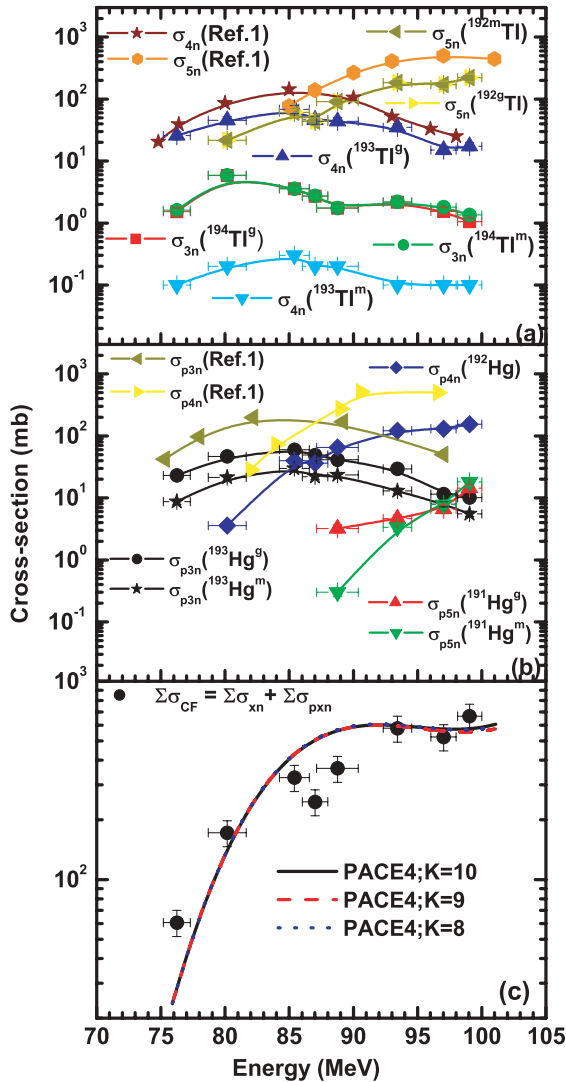 10³
10²
10¹
10⁰
10⁻¹
σ₄ₙ(Ref.1)
σ₅ₙ(Ref.1)
σ₅ₙ(¹⁹²ᵐTl)
σ₅ₙ(¹⁹²ᵍTl)
σ₄ₙ(¹⁹³Tlᵍ)
σ₃ₙ(¹⁹⁴Tlᵍ)
σ₃ₙ(¹⁹⁴Tlᵐ)
σ₄ₙ(¹⁹³Tlᵐ)
(a)
10³
10²
10¹
10⁰
10⁻¹
σₚ₃ₙ(Ref.1)
σₚ₄ₙ(Ref.1)
σₚ₄ₙ(¹⁹²Hg)
σₚ₃ₙ(¹⁹³Hgᵍ)
σₚ₃ₙ(¹⁹³Hgᵐ)
σₚ₅ₙ(¹⁹¹Hgᵍ)
σₚ₅ₙ(¹⁹¹Hgᵐ)
(b)
Cross-section (mb)
10³
10²
Σσ_CF = Σσₓₙ + Σσₚₓₙ
PACE4;K=10
PACE4;K=9
PACE4;K=8
(c)
70 75 80 85 90 95 100 105
Energy (MeV)